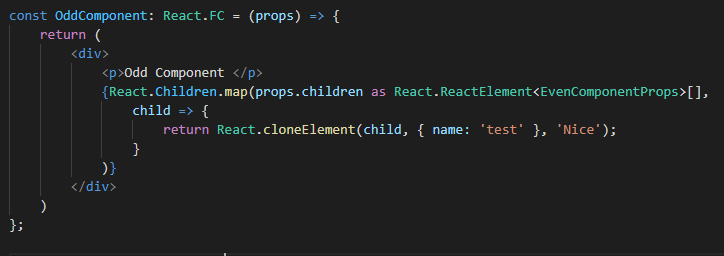 const OddComponent: React.FC = (props) => {
return (
<div>
<p>Odd Component </p>
{React.Children.map(props.children as React.ReactElement<EvenComponentProps>[],
child => {
return React.cloneElement(child, { name: 'test' }, 'Nice');
}
)}
</div>
)
};